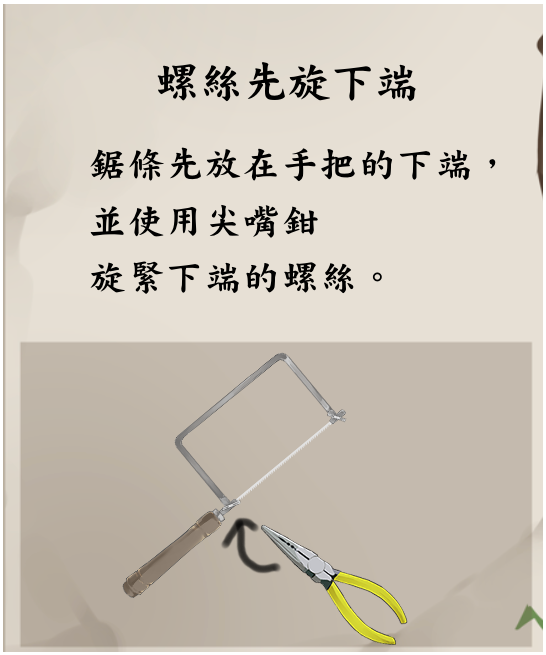 螺絲先旋下端
鋸條先放在手把的下端，
並使用尖嘴鉗
旋緊下端的螺絲。